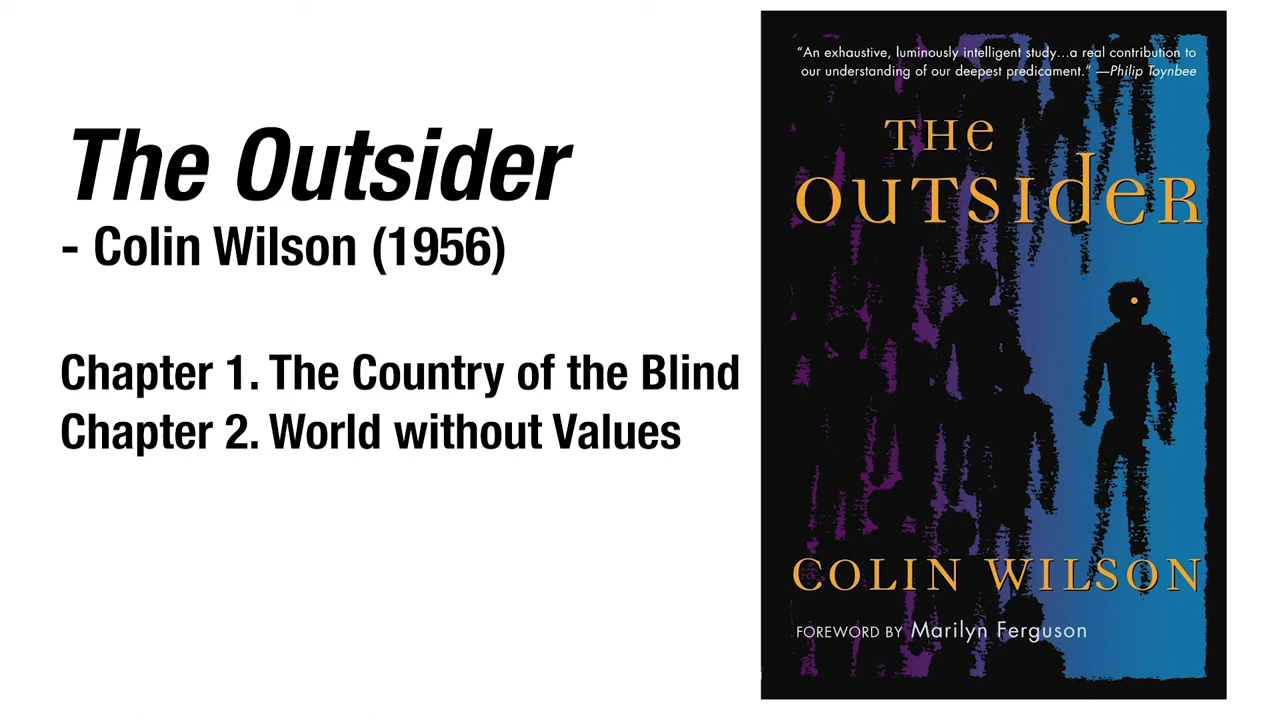 The Outsider
- Colin Wilson (1956)
Chapter 1. The Country of the Blind
Chapter 2. World without Values
“An exhaustive, luminously intelligent study…a real contribution to
our understanding of our deepest predicament.” —Philip Toynbee
THe
OUTSIdeR
COLIN WILSON
FOREWORD BY Marilyn Ferguson